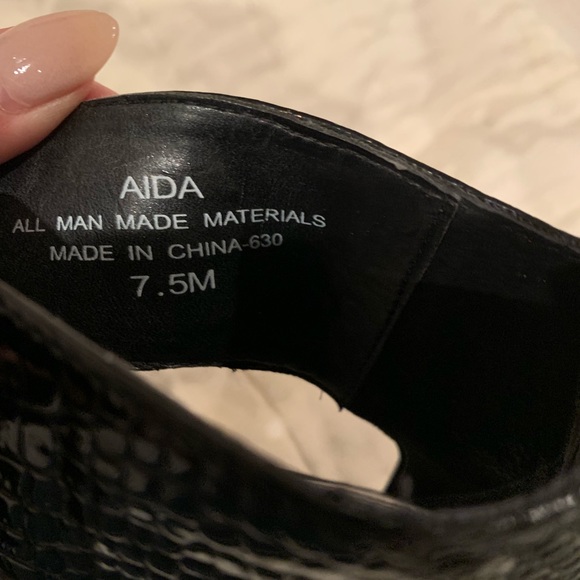 AIDA
ALL MAN MADE MATERIALS
MADE IN CHINA-630
7.5M